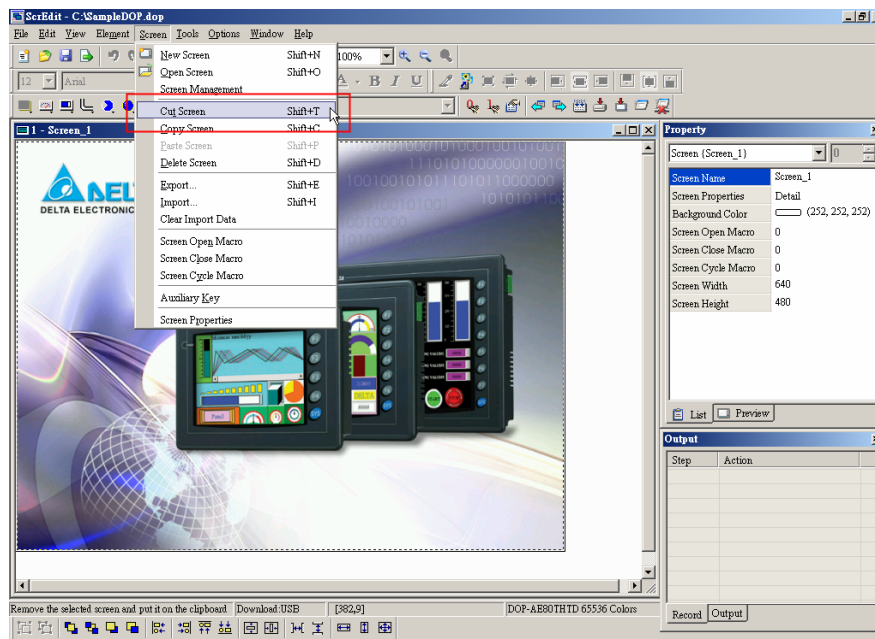 ScrEdit - C:\SampleDOP.dop
File Edit View Element Screen Tools Options Window Help
100%
12 Arial
A B I U
New Screen Shift+N
Open Screen Shift+O
Screen Management
Cut Screen Shift+T
Copy Screen Shift+C
Paste Screen Shift+P
Delete Screen Shift+D
Export... Shift+E
Import... Shift+I
Clear Import Data
Screen Open Macro
Screen Close Macro
Screen Cycle Macro
Auxiliary Key
Screen Properties
1 - Screen_1
DEL
DELTA ELECTRONIC
Property
Screen {Screen_1} 0
Screen Name Screen_1
Screen Properties Detail
Background Color (252, 252, 252)
Screen Open Macro 0
Screen Close Macro 0
Screen Cycle Macro 0
Screen Width 640
Screen Height 480
List Preview
Output
Step Action
Record Output
START
DELTA
Remove the selected screen and put it on the clipboard Download:USB [382,9] DOP-AE80THTD 65536 Colors